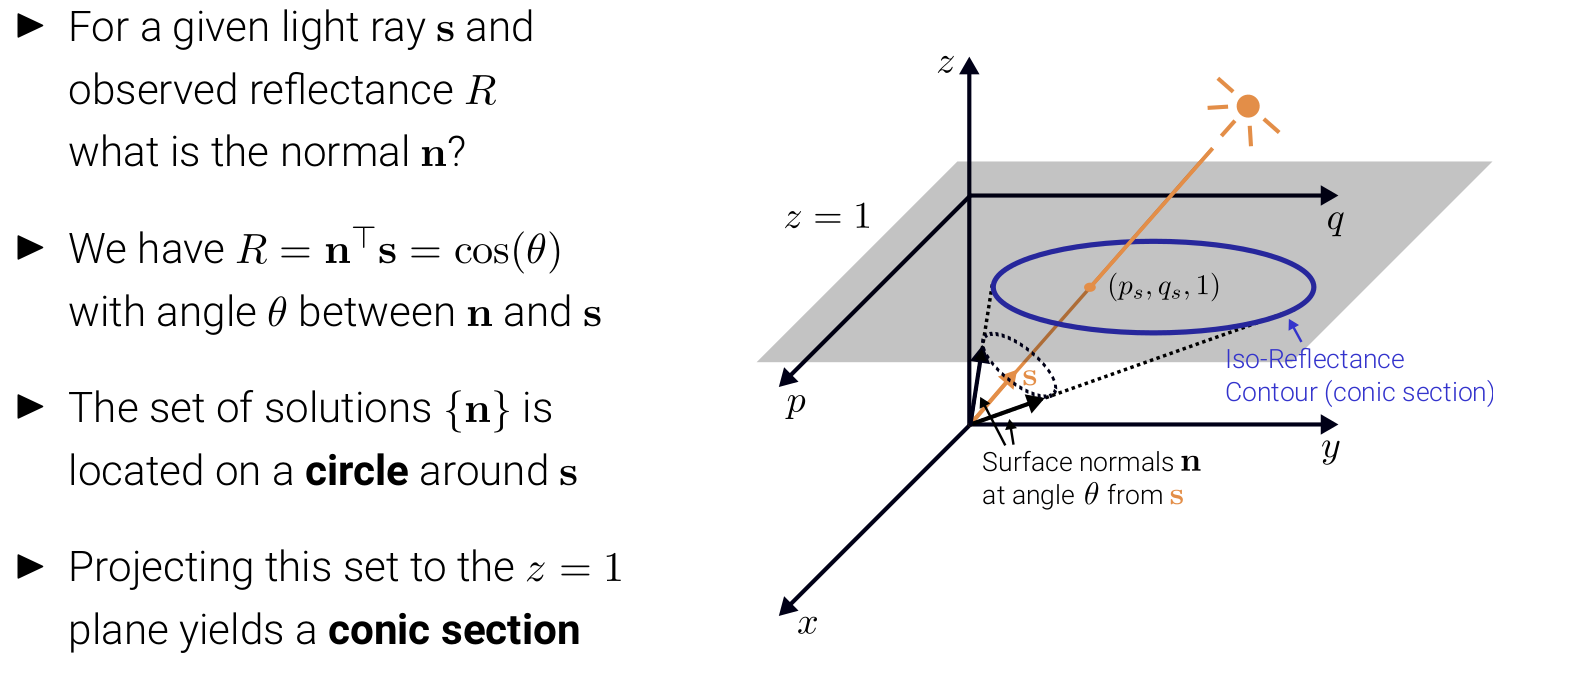 ► For a given light ray s and
observed reflectance R
what is the normal n?
► We have R = n⊤s = cos(θ)
with angle θ between n and s
► The set of solutions {n} is
located on a circle around s
► Projecting this set to the z = 1
plane yields a conic section
z
z = 1
q
(pₛ, qₛ, 1)
Iso-Reflectance
Contour (conic section)
s
p
y
Surface normals n
at angle θ from s
x